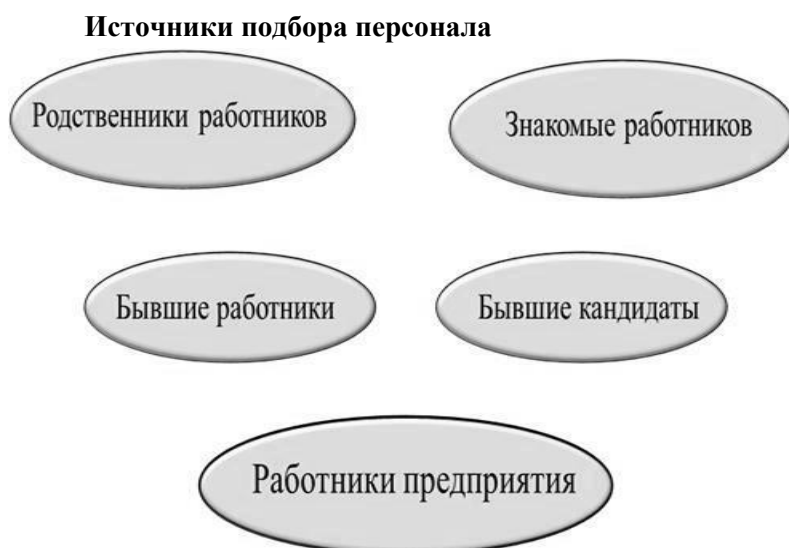 Источники подбора персонала
Родственники работников
Знакомые работников
Бывшие работники
Бывшие кандидаты
Работники предприятия